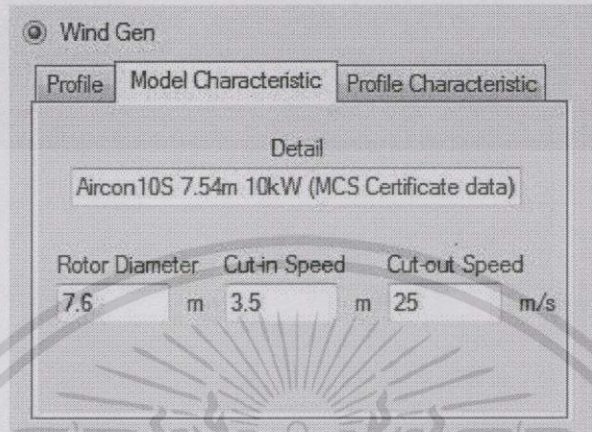 Wind Gen
Profile Model Characteristic Profile Characteristic
Detail
Aircon10S 7.54m 10kW (MCS Certificate data)
Rotor Diameter Cut-in Speed Cut-out Speed
7.6 m 3.5 m 25 m/s